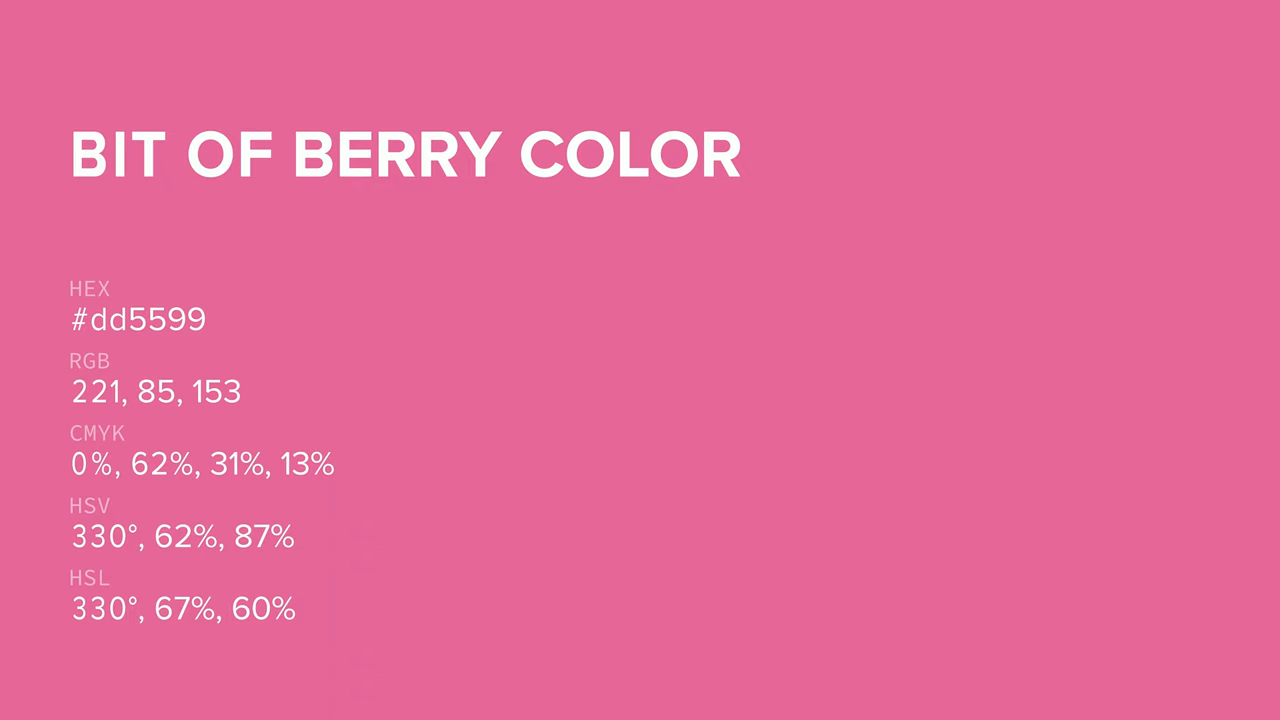 BIT OF BERRY COLOR
HEX
#dd5599
RGB
221, 85, 153
CMYK
0%, 62%, 31%, 13%
HSV
330°, 62%, 87%
HSL
330°, 67%, 60%